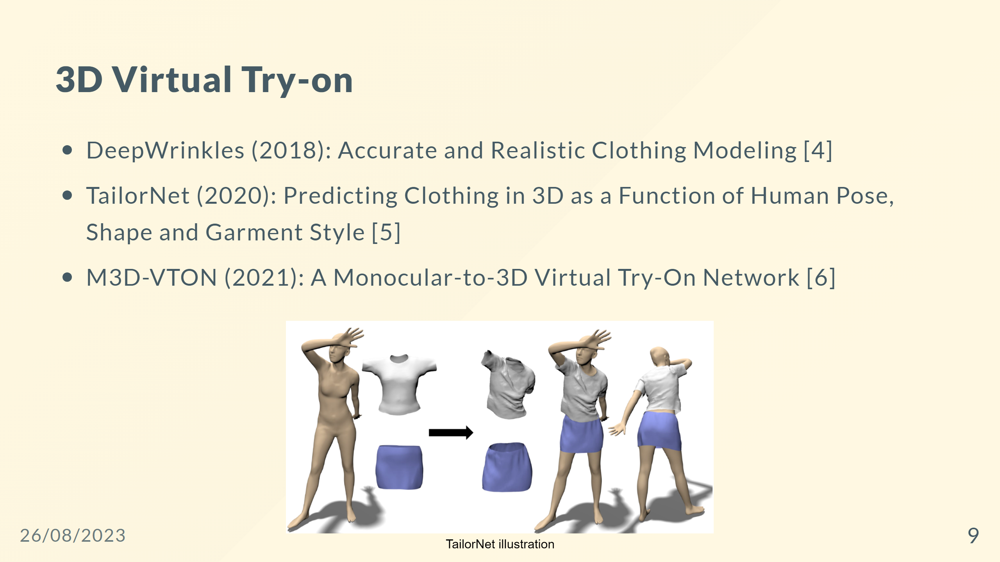 3D Virtual Try-on
DeepWrinkles (2018): Accurate and Realistic Clothing Modeling [4]
TailorNet (2020): Predicting Clothing in 3D as a Function of Human Pose,
Shape and Garment Style [5]
M3D-VTON (2021): A Monocular-to-3D Virtual Try-On Network [6]
TailorNet illustration
26/08/2023
9